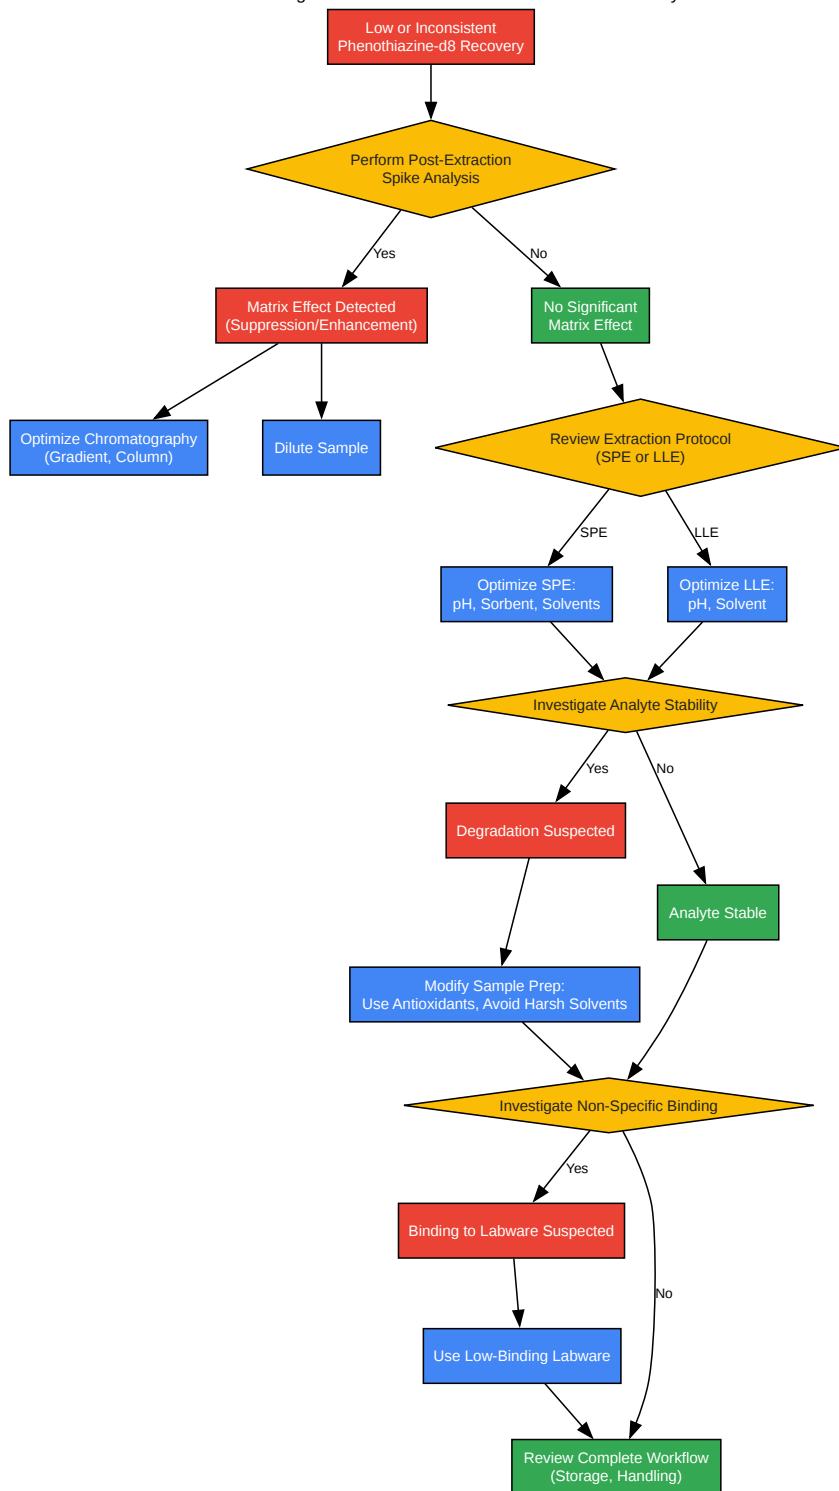 Low or Inconsistent
Phenothiazine-d8 Recovery
Perform Post-Extraction
Spike Analysis
Yes
No
Matrix Effect Detected
(Suppression/Enhancement)
No Significant
Matrix Effect
Optimize Chromatography
(Gradient, Column)
Dilute Sample
Review Extraction Protocol
(SPE or LLE)
SPE
LLE
Optimize SPE:
pH, Sorbent, Solvents
Optimize LLE:
pH, Solvent
Investigate Analyte Stability
Yes
No
Degradation Suspected
Analyte Stable
Modify Sample Prep:
Use Antioxidants, Avoid Harsh Solvents
Investigate Non-Specific Binding
Yes
Binding to Labware Suspected
No
Use Low-Binding Labware
Review Complete Workflow
(Storage, Handling)